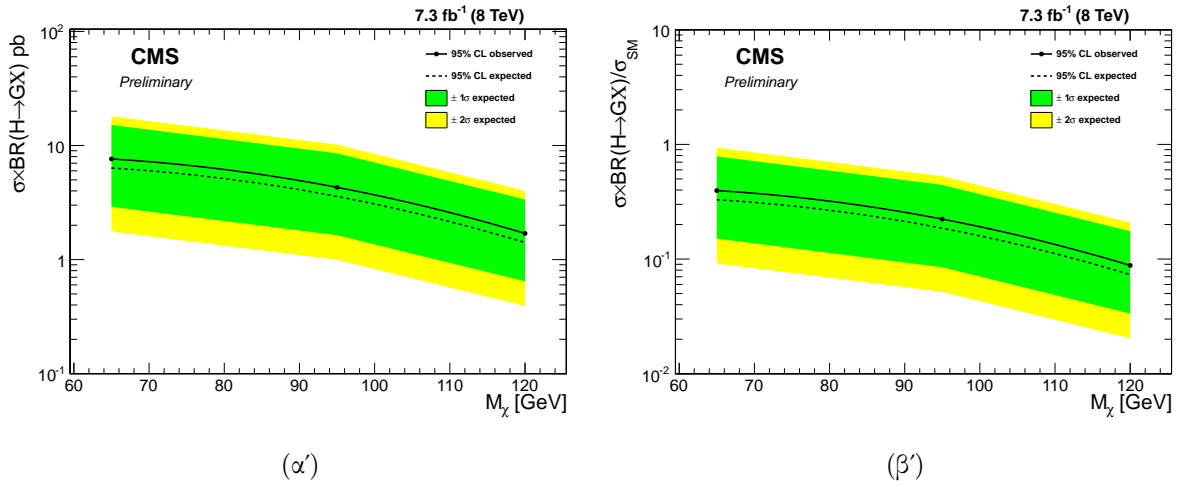 7.3 fb⁻¹ (8 TeV)
σ×BR(H→GX) pb
10²
10
1
10⁻¹
CMS
Preliminary
95% CL observed
95% CL expected
± 1σ expected
± 2σ expected
60 70 80 90 100 110 120
M_χ [GeV]
(α΄)
7.3 fb⁻¹ (8 TeV)
σ×BR(H→GX)/σ_SM
10
1
10⁻¹
10⁻²
CMS
Preliminary
95% CL observed
95% CL expected
± 1σ expected
± 2σ expected
60 70 80 90 100 110 120
M_χ [GeV]
(β΄)